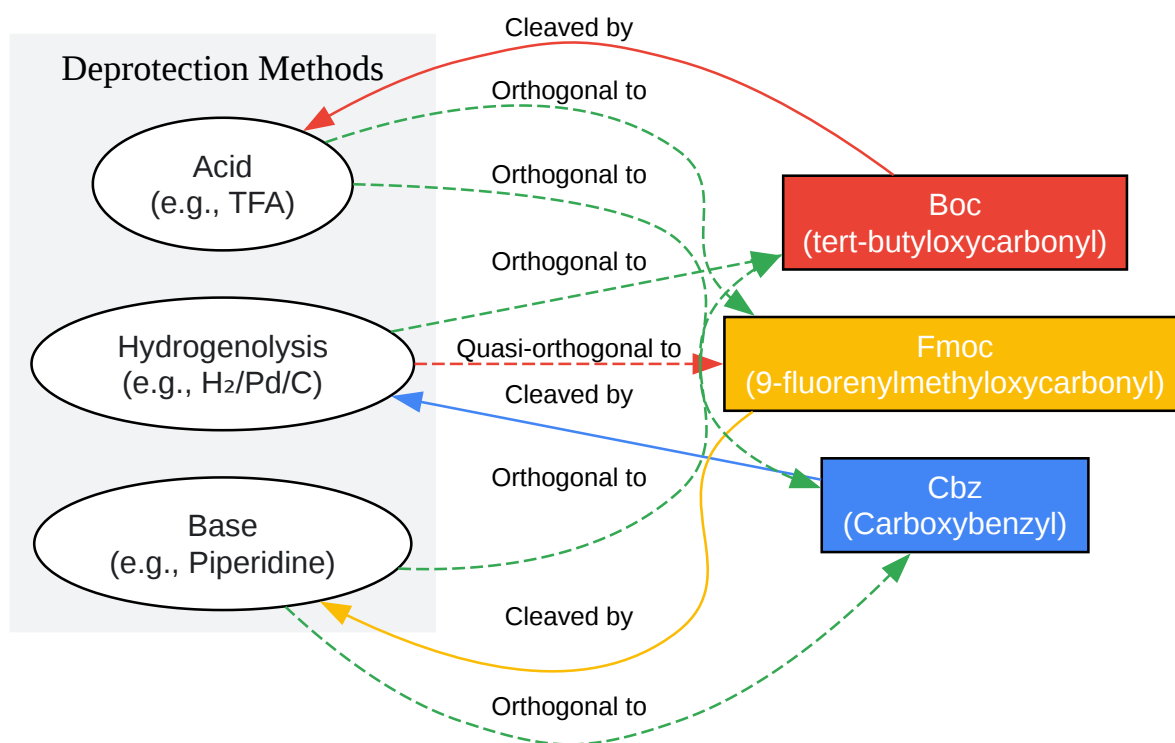 Cleaved by
Deprotection Methods
Orthogonal to
Acid
(e.g., TFA)
Orthogonal to
Boc
(tert-butyloxycarbonyl)
Orthogonal to
Hydrogenolysis
(e.g., H₂/Pd/C)
Quasi-orthogonal to
Fmoc
(9-fluorenylmethyloxycarbonyl)
Cleaved by
Orthogonal to
Cbz
(Carboxybenzyl)
Base
(e.g., Piperidine)
Cleaved by
Orthogonal to